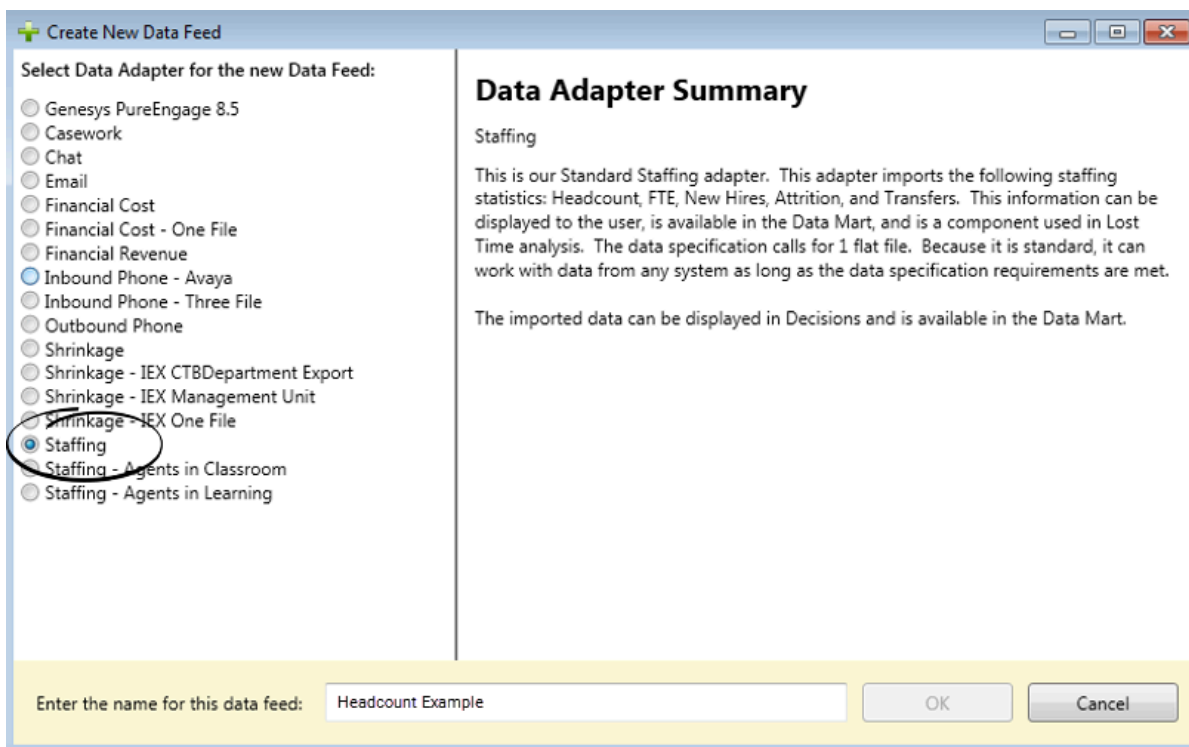 Create New Data Feed
Select Data Adapter for the new Data Feed:
Genesys PureEngage 8.5
Casework
Chat
Email
Financial Cost
Financial Cost - One File
Financial Revenue
Inbound Phone - Avaya
Inbound Phone - Three File
Outbound Phone
Shrinkage
Shrinkage - IEX CTBDepartment Export
Shrinkage - IEX Management Unit
Shrinkage - IEX One File
Staffing
Staffing - Agents in Classroom
Staffing - Agents in Learning
Data Adapter Summary
Staffing
This is our Standard Staffing adapter. This adapter imports the following staffing
statistics: Headcount, FTE, New Hires, Attrition, and Transfers. This information can be
displayed to the user, is available in the Data Mart, and is a component used in Lost
Time analysis. The data specification calls for 1 flat file. Because it is standard, it can
work with data from any system as long as the data specification requirements are met.
The imported data can be displayed in Decisions and is available in the Data Mart.
Enter the name for this data feed:
Headcount Example
OK
Cancel